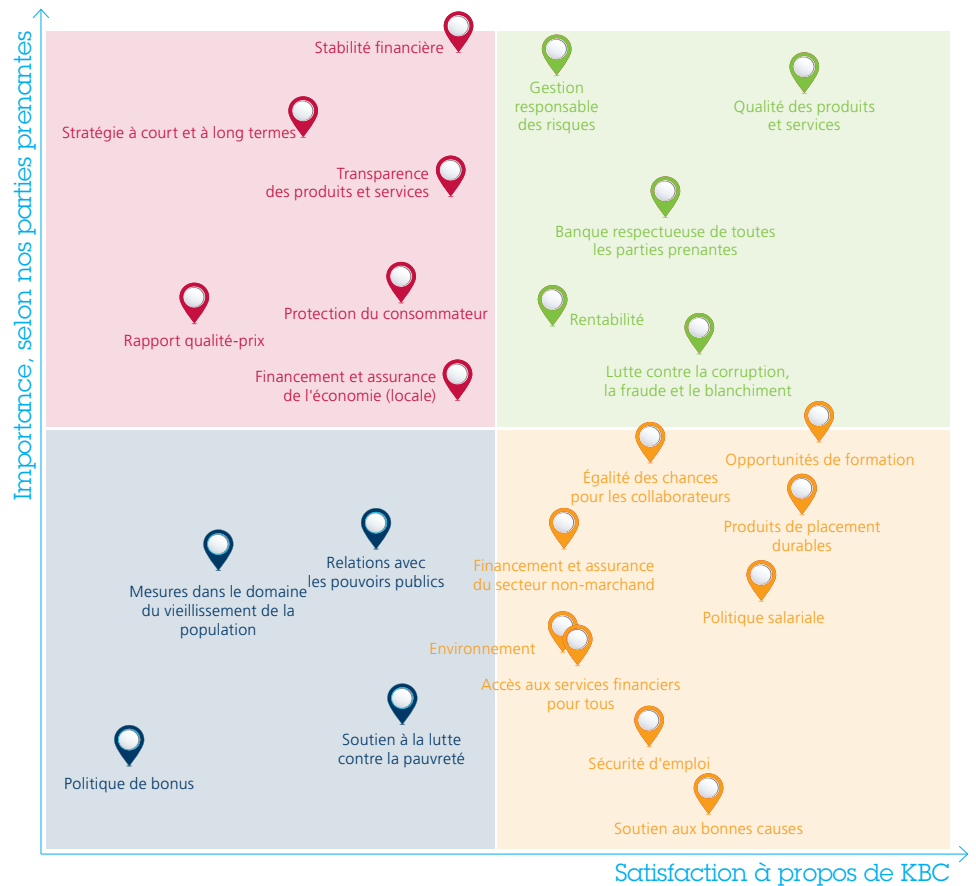 Importance, selon nos parties prenantes
Stabilité financière
Stratégie à court et à long termes
Transparence
des produits et services
Protection du consommateur
Rapport qualité-prix
Financement et assurance
de l'économie (locale)
Gestion
responsable
des risques
Qualité des produits
et services
Banque respectueuse de toutes
les parties prenantes
Rentabilité
Lutte contre la corruption,
la fraude et le blanchiment
Relations avec
les pouvoirs publics
Mesures dans le domaine
du vieillissement de la
population
Soutien à la lutte
contre la pauvreté
Politique de bonus
Opportunités de formation
Égalité des chances
pour les collaborateurs
Produits de placement
durables
Financement et assurance
du secteur non-marchand
Politique salariale
Environnement
Accès aux services financiers
pour tous
Sécurité d'emploi
Soutien aux bonnes causes
Satisfaction à propos de KBC